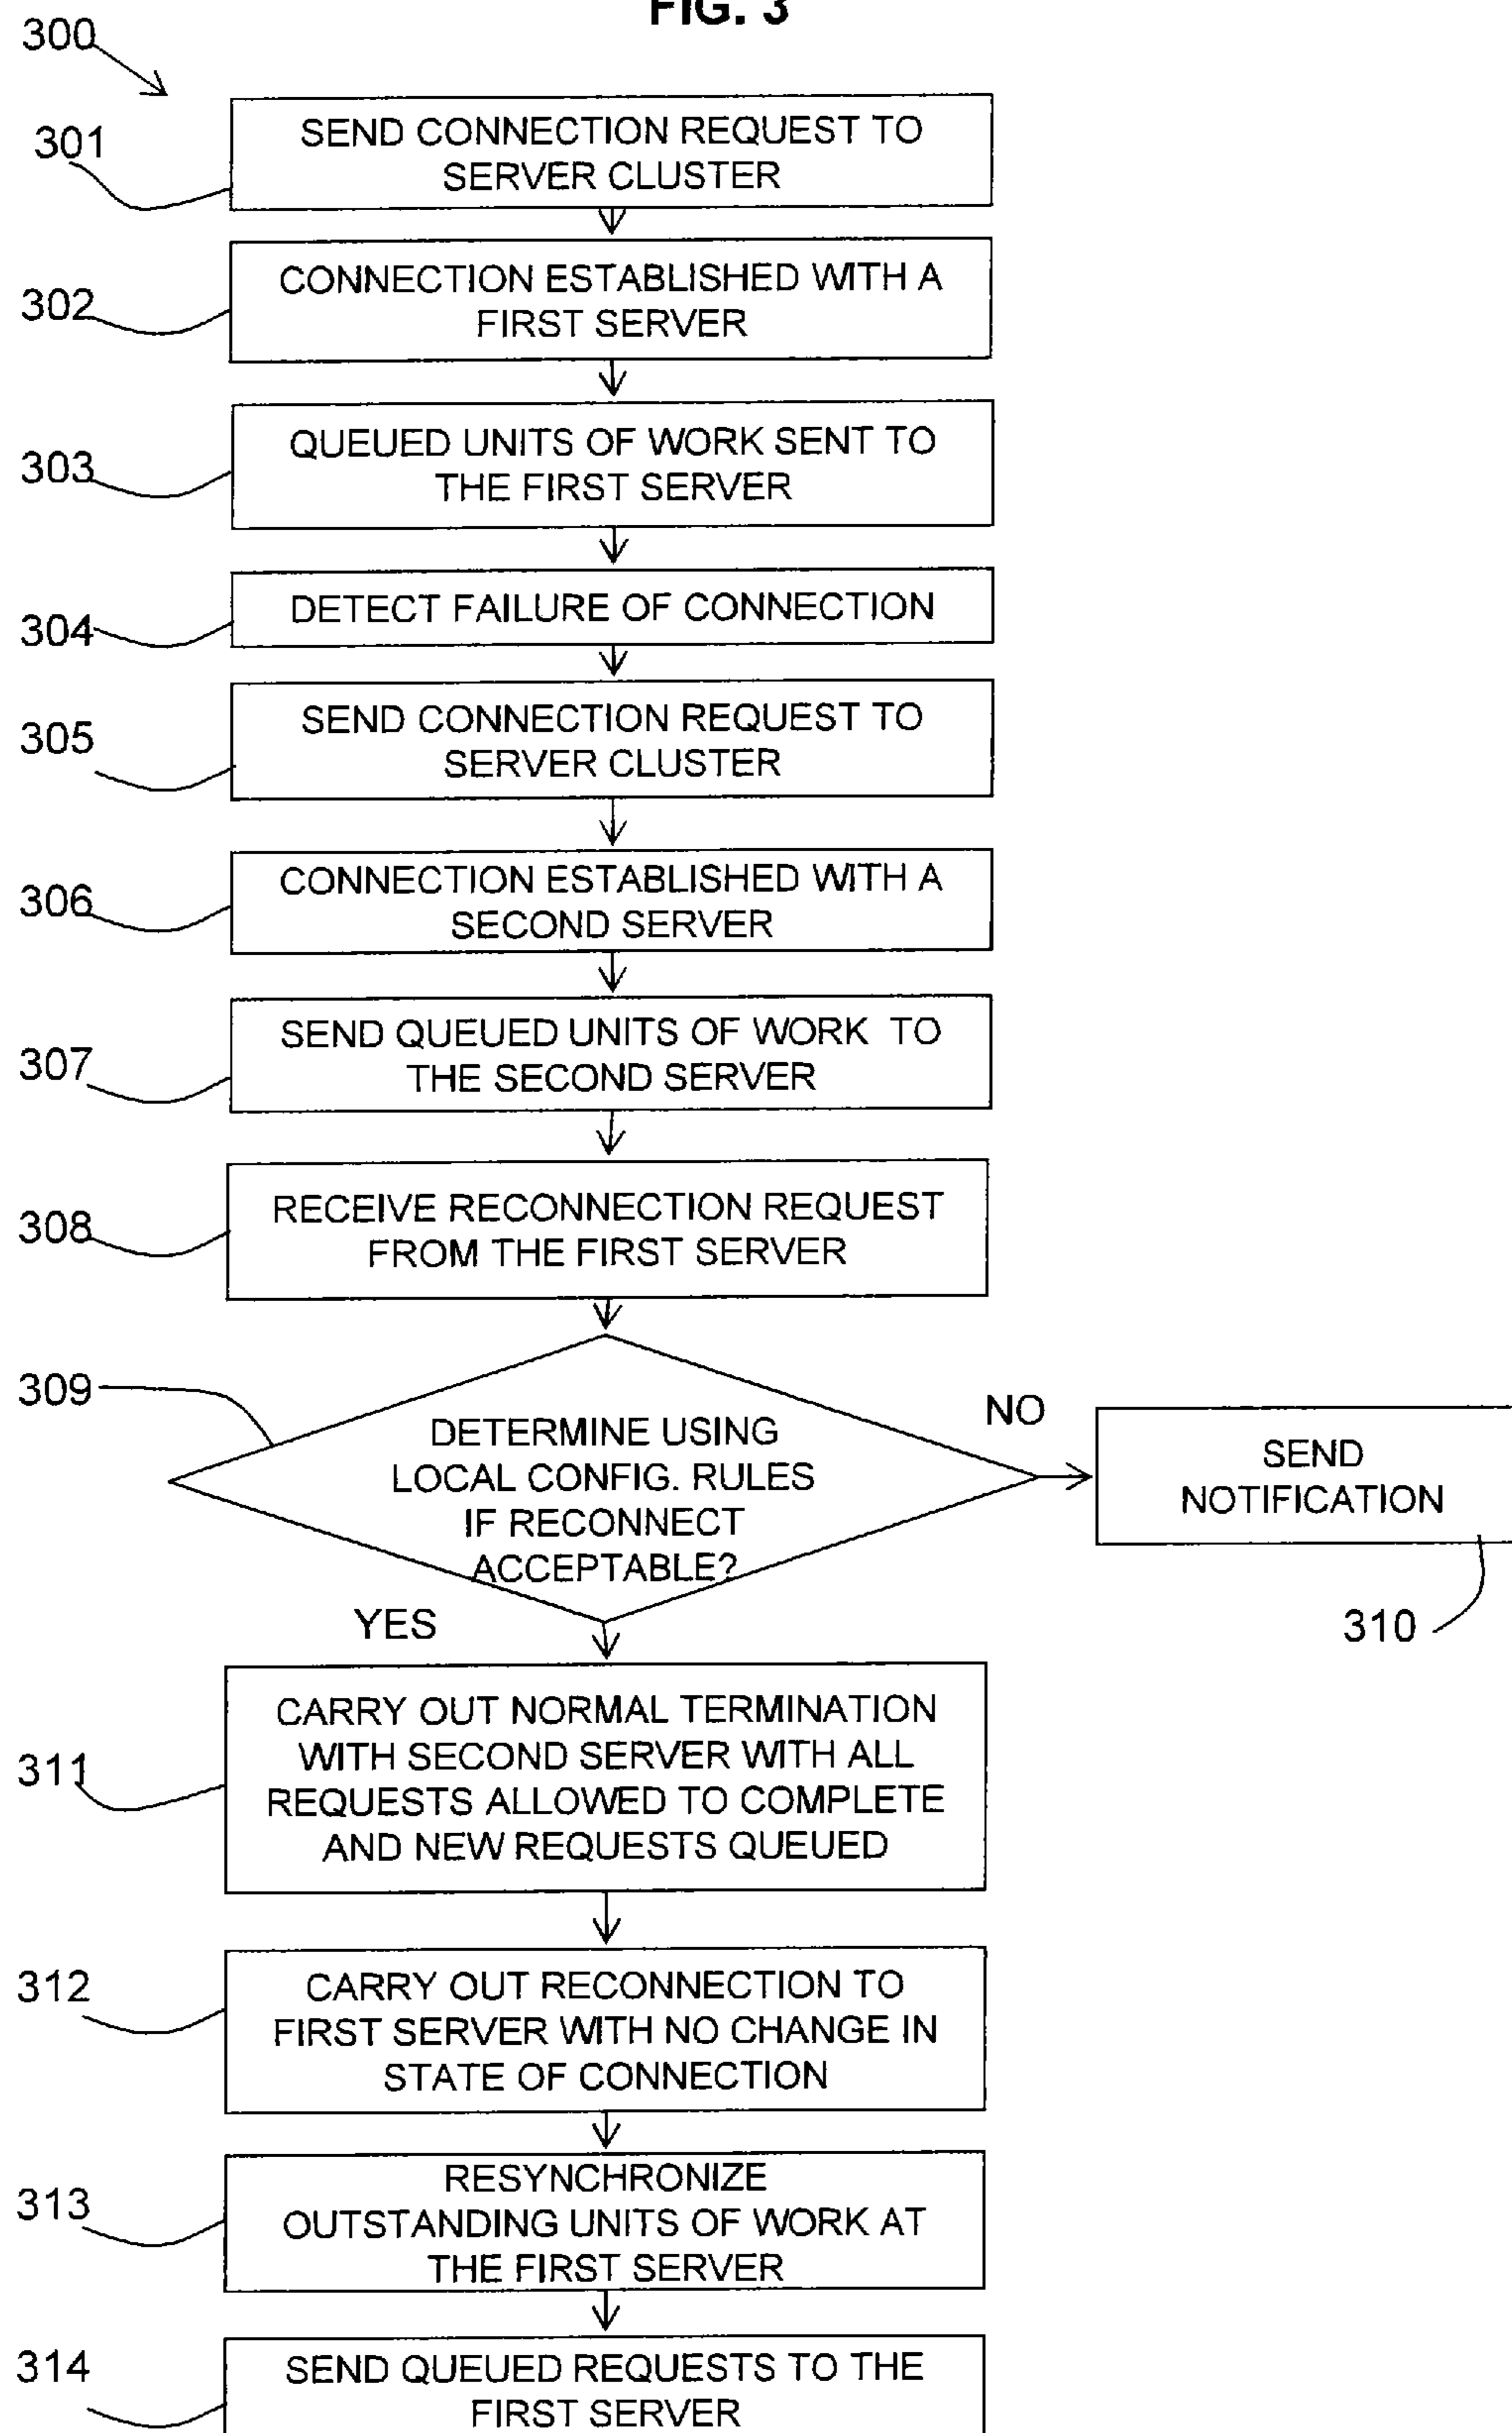 FIG. 3
300
301
SEND CONNECTION REQUEST TO
SERVER CLUSTER
302
CONNECTION ESTABLISHED WITH A
FIRST SERVER
303
QUEUED UNITS OF WORK SENT TO
THE FIRST SERVER
304
DETECT FAILURE OF CONNECTION
305
SEND CONNECTION REQUEST TO
SERVER CLUSTER
306
CONNECTION ESTABLISHED WITH A
SECOND SERVER
307
SEND QUEUED UNITS OF WORK TO
THE SECOND SERVER
308
RECEIVE RECONNECTION REQUEST
FROM THE FIRST SERVER
309
DETERMINE USING
LOCAL CONFIG. RULES
IF RECONNECT
ACCEPTABLE?
NO
SEND
NOTIFICATION
310
YES
311
CARRY OUT NORMAL TERMINATION
WITH SECOND SERVER WITH ALL
REQUESTS ALLOWED TO COMPLETE
AND NEW REQUESTS QUEUED
312
CARRY OUT RECONNECTION TO
FIRST SERVER WITH NO CHANGE IN
STATE OF CONNECTION
313
RESYNCHRONIZE
OUTSTANDING UNITS OF WORK AT
THE FIRST SERVER
314
SEND QUEUED REQUESTS TO THE
FIRST SERVER